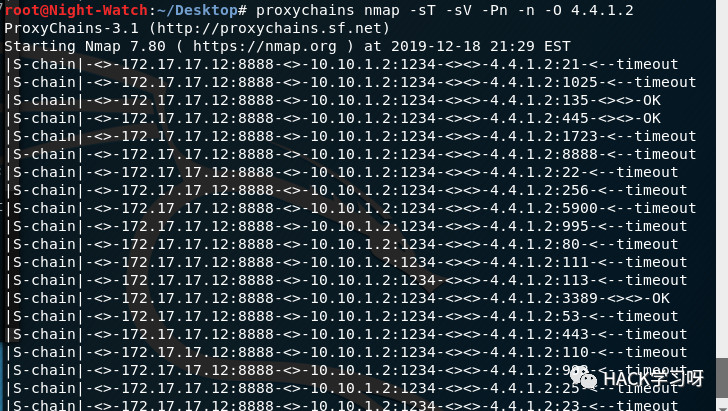 root@Night-Watch:~/Desktop# proxychains nmap -sT -sV -Pn -n -O 4.4.1.2
ProxyChains-3.1 (http://proxychains.sf.net)
Starting Nmap 7.80 ( https://nmap.org ) at 2019-12-18 21:29 EST
|S-chain|-<>-172.17.17.12:8888-<>-10.10.1.2:1234-<><>-4.4.1.2:21-<--timeout
|S-chain|-<>-172.17.17.12:8888-<>-10.10.1.2:1234-<><>-4.4.1.2:1025-<--timeout
|S-chain|-<>-172.17.17.12:8888-<>-10.10.1.2:1234-<><>-4.4.1.2:135-<><>-OK
|S-chain|-<>-172.17.17.12:8888-<>-10.10.1.2:1234-<><>-4.4.1.2:445-<><>-OK
|S-chain|-<>-172.17.17.12:8888-<>-10.10.1.2:1234-<><>-4.4.1.2:1723-<--timeout
|S-chain|-<>-172.17.17.12:8888-<>-10.10.1.2:1234-<><>-4.4.1.2:8888-<--timeout
|S-chain|-<>-172.17.17.12:8888-<>-10.10.1.2:1234-<><>-4.4.1.2:22-<--timeout
|S-chain|-<>-172.17.17.12:8888-<>-10.10.1.2:1234-<><>-4.4.1.2:256-<--timeout
|S-chain|-<>-172.17.17.12:8888-<>-10.10.1.2:1234-<><>-4.4.1.2:5900-<--timeout
|S-chain|-<>-172.17.17.12:8888-<>-10.10.1.2:1234-<><>-4.4.1.2:995-<--timeout
|S-chain|-<>-172.17.17.12:8888-<>-10.10.1.2:1234-<><>-4.4.1.2:80-<--timeout
|S-chain|-<>-172.17.17.12:8888-<>-10.10.1.2:1234-<><>-4.4.1.2:111-<--timeout
|S-chain|-<>-172.17.17.12:8888-<>-10.10.1.2:1234-<><>-4.4.1.2:113-<--timeout
|S-chain|-<>-172.17.17.12:8888-<>-10.10.1.2:1234-<><>-4.4.1.2:3389-<><>-OK
|S-chain|-<>-172.17.17.12:8888-<>-10.10.1.2:1234-<><>-4.4.1.2:53-<--timeout
|S-chain|-<>-172.17.17.12:8888-<>-10.10.1.2:1234-<><>-4.4.1.2:443-<--timeout
|S-chain|-<>-172.17.17.12:8888-<>-10.10.1.2:1234-<><>-4.4.1.2:110-<--timeout
|S-chain|-<>-172.17.17.12:8888-<>-10.10.1.2:1234-<><>-4.4.1.2:
HACK学习呀
|S-chain|-<>-172.17.17.12:8888-<>-10.10.1.2:1234-<><>-4.4.1.2:25-<--timeout
|S-chain|-<>-172.17.17.12:8888-<>-10.10.1.2:1234-<><>-4.4.1.2:23-<--timeout